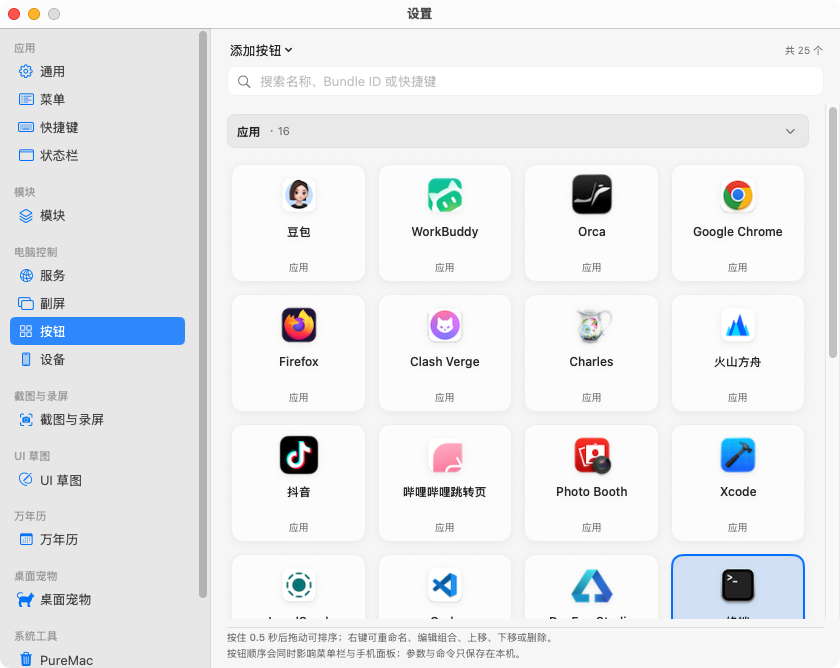 设置
应用
通用
菜单
快捷键
状态栏
模块
模块
电脑控制
服务
副屏
按钮
设备
截图与录屏
截图与录屏
UI 草图
UI 草图
万年历
万年历
桌面宠物
桌面宠物
系统工具
PureMac
添加按钮
共 25 个
搜索名称、Bundle ID 或快捷键
应用 · 16
豆包
应用
WorkBuddy
应用
Orca
应用
Google Chrome
应用
Firefox
应用
Clash Verge
应用
Charles
应用
火山方舟
应用
抖音
应用
哔哩哔哩跳转页
应用
Photo Booth
应用
Xcode
应用
按住 0.5 秒后拖动可排序；右键可重命名、编辑组合、上移、下移或删除。
按钮顺序会同时影响菜单栏与手机面板；参数与命令只保存在本机。